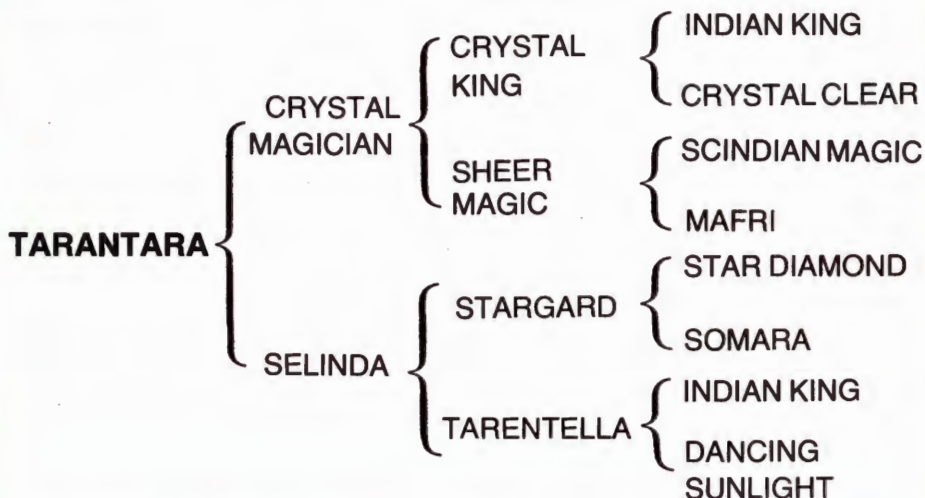 TARANTARA
CRYSTAL
MAGICIAN
CRYSTAL
KING
INDIAN KING
CRYSTAL CLEAR
SHEER
MAGIC
SCINDIAN MAGIC
MAFRI
SELINDA
STARGARD
STAR DIAMOND
SOMARA
TARENTELLA
INDIAN KING
DANCING
SUNLIGHT